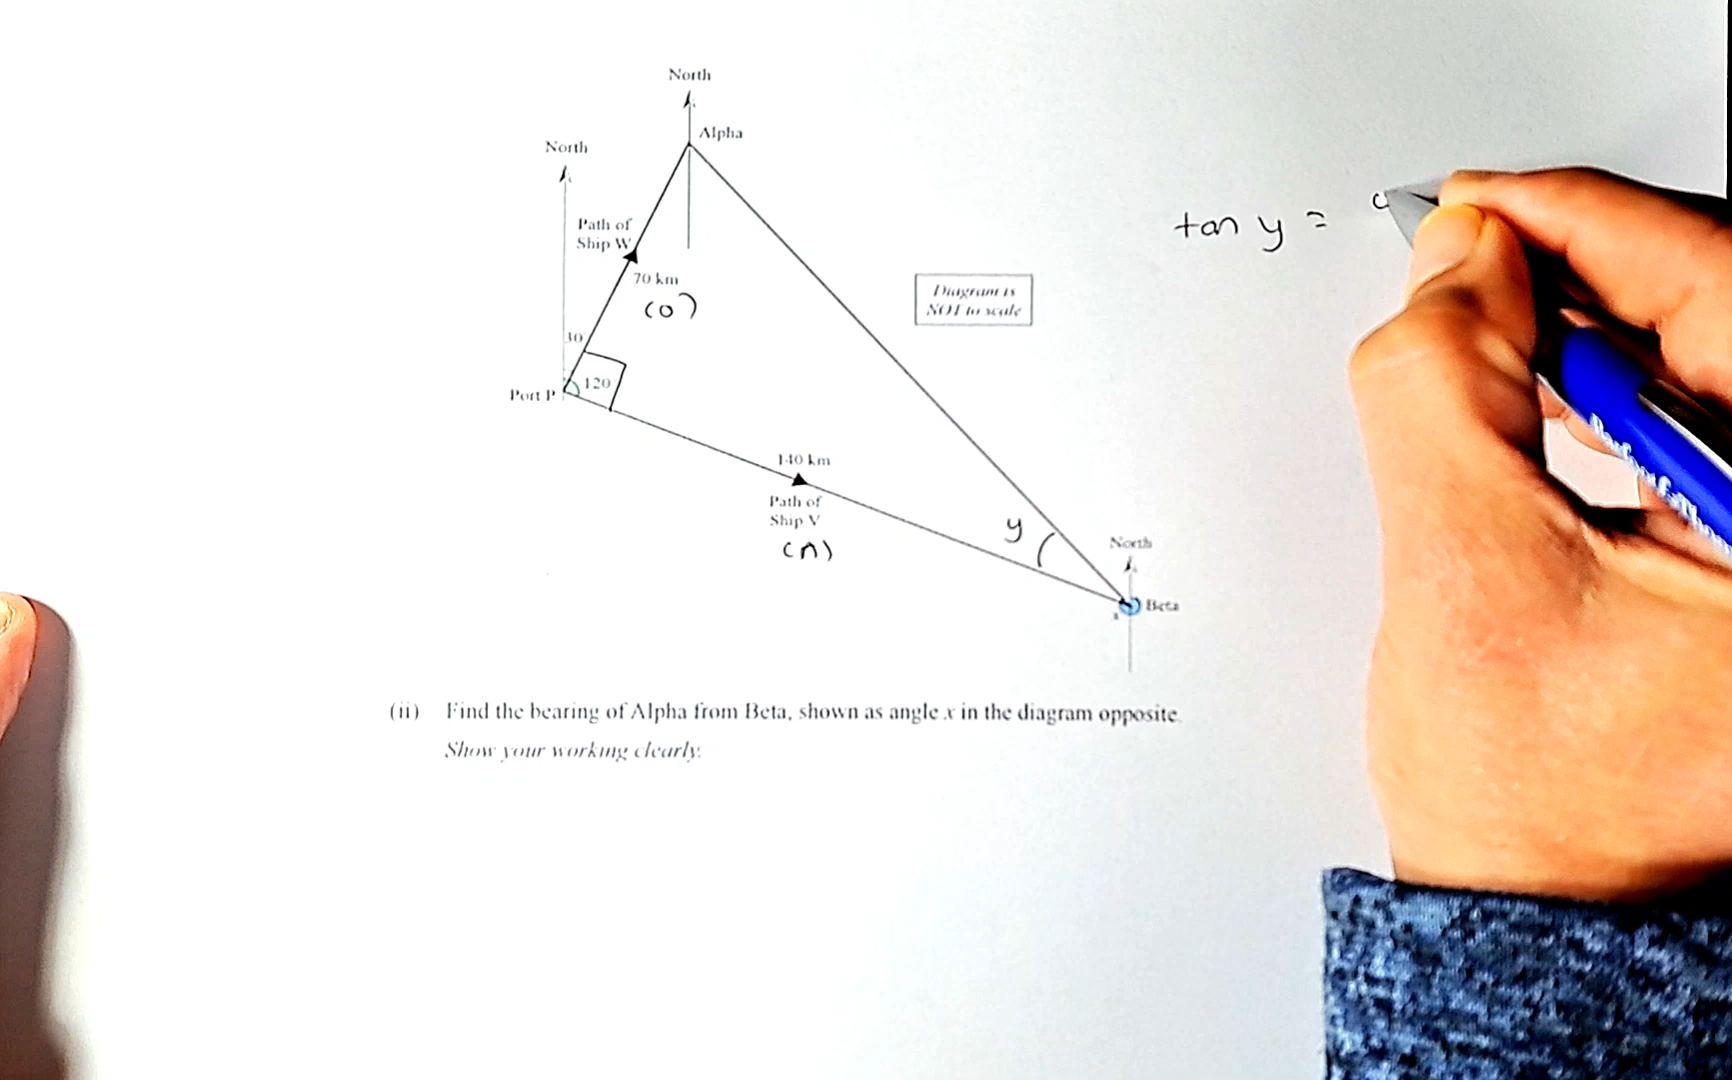 North
Alpha
North
Path of
Ship W
70 km
(O)
30
120
Port P
Diagram is
NOT to scale
tan y =
140 km
Path of
Ship V
(A)
y
North
Beta
x
(ii) Find the bearing of Alpha from Beta, shown as angle x in the diagram opposite.
Show your working clearly.